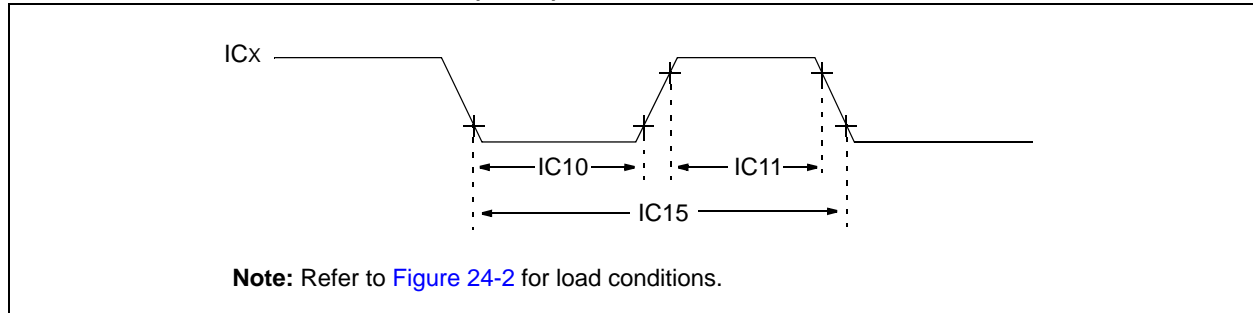 ICx
IC10
IC11
IC15
Note: Refer to Figure 24-2 for load conditions.